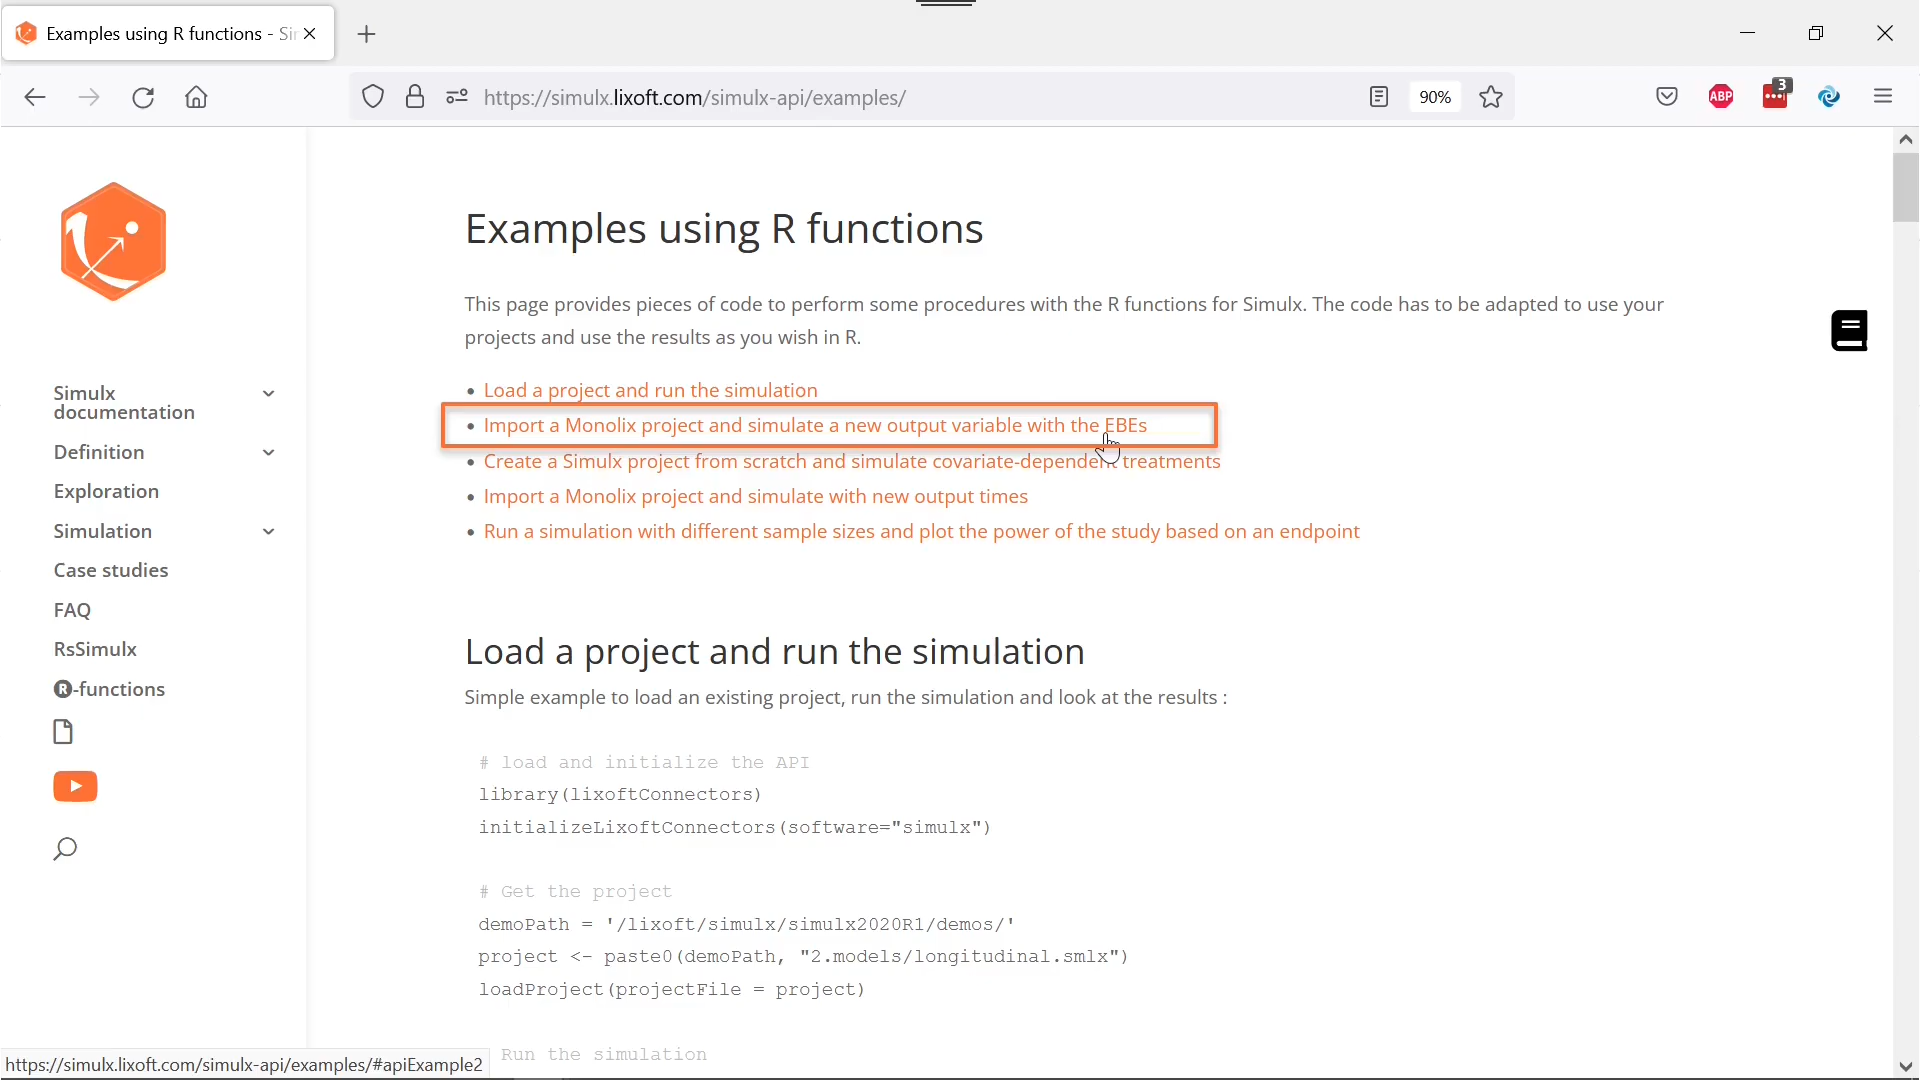 Examples using R functions - Si
https://simulx.lixoft.com/simulx-api/examples/
90%
ABP
3
Examples using R functions
This page provides pieces of code to perform some procedures with the R functions for Simulx. The code has to be adapted to use your
projects and use the results as you wish in R.
• Load a project and run the simulation
• Import a Monolix project and simulate a new output variable with the EBEs
• Create a Simulx project from scratch and simulate covariate-dependent treatments
• Import a Monolix project and simulate with new output times
• Run a simulation with different sample sizes and plot the power of the study based on an endpoint
Simulx
documentation
Definition
Exploration
Simulation
Case studies
FAQ
RsSimulx
R-functions
Load a project and run the simulation
Simple example to load an existing project, run the simulation and look at the results :
# load and initialize the API
library(lixoftConnectors)
initializeLixoftConnectors(software="simulx")
# Get the project
demoPath = '/lixoft/simulx/simulx2020R1/demos/'
project <- paste0(demoPath, "2.models/longitudinal.smlx")
loadProject(projectFile = project)
Run the simulation
https://simulx.lixoft.com/simulx-api/examples/#apiExample2